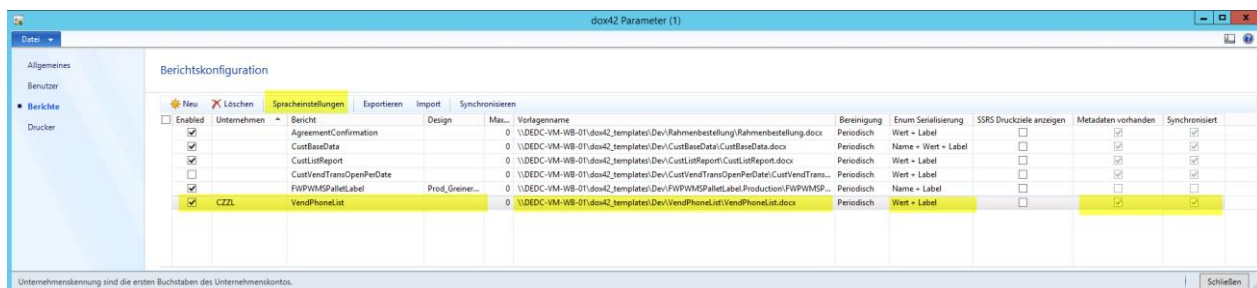 dox42 Parameter (1)
Datei
Allgemeines
Benutzer
Berichte
Drucker
Berichtskonfiguration
Neu Löschen Spracheinstellungen Exportieren Import Synchronisieren
Enabled Unternehmen Bericht Design Max... Vorlagenname Bereinigung Enum Serialisierung SSRS Druckziele anzeigen Metadaten vorhanden Synchronisiert
AgreementConfirmation 0 \\DEDC-VM-WB-01\dox42_templates\Dev\Rahmenbestellung\Rahmenbestellung.docx Periodisch Wert + Label
CustBaseData 0 \\DEDC-VM-WB-01\dox42_templates\Dev\CustBaseData\CustBaseData.docx Periodisch Name + Wert + Label
CustListReport 0 \\DEDC-VM-WB-01\dox42_templates\Dev\CustListReport\CustListReport.docx Periodisch Wert + Label
CustVendTransOpenPerDate 0 \\DEDC-VM-WB-01\dox42_templates\Dev\CustVendTransOpenPerDate\CustVendTrans... Periodisch Wert + Label
FWPWMSPalletLabel Prod_Greiner... 0 \\DEDC-VM-WB-01\dox42_templates\Dev\FWPWMSPalletLabel.Production\FWPWMSP... Periodisch Name + Label
CZZL VendPhoneList 0 \\DEDC-VM-WB-01\dox42_templates\Dev\VendPhoneList\VendPhoneList.docx Periodisch Wert + Label
Unternehmenskennung sind die ersten Buchstaben des Unternehmenskontos.
Schließen